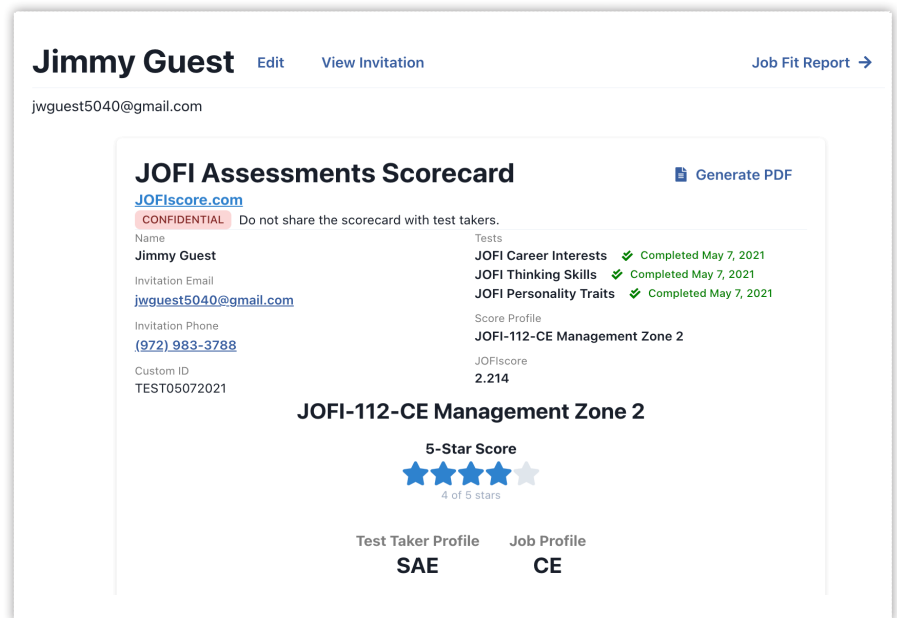 Jimmy Guest Edit View Invitation Job Fit Report →
jwguest5040@gmail.com
JOFI Assessments Scorecard Generate PDF
JOFIscore.com
CONFIDENTIAL Do not share the scorecard with test takers.
Name
Jimmy Guest
Invitation Email
jwguest5040@gmail.com
Invitation Phone
(972) 983-3788
Custom ID
TEST05072021
Tests
JOFI Career Interests Completed May 7, 2021
JOFI Thinking Skills Completed May 7, 2021
JOFI Personality Traits Completed May 7, 2021
Score Profile
JOFI-112-CE Management Zone 2
JOFIscore
2.214
JOFI-112-CE Management Zone 2
5-Star Score
4 of 5 stars
Test Taker Profile Job Profile
SAE CE